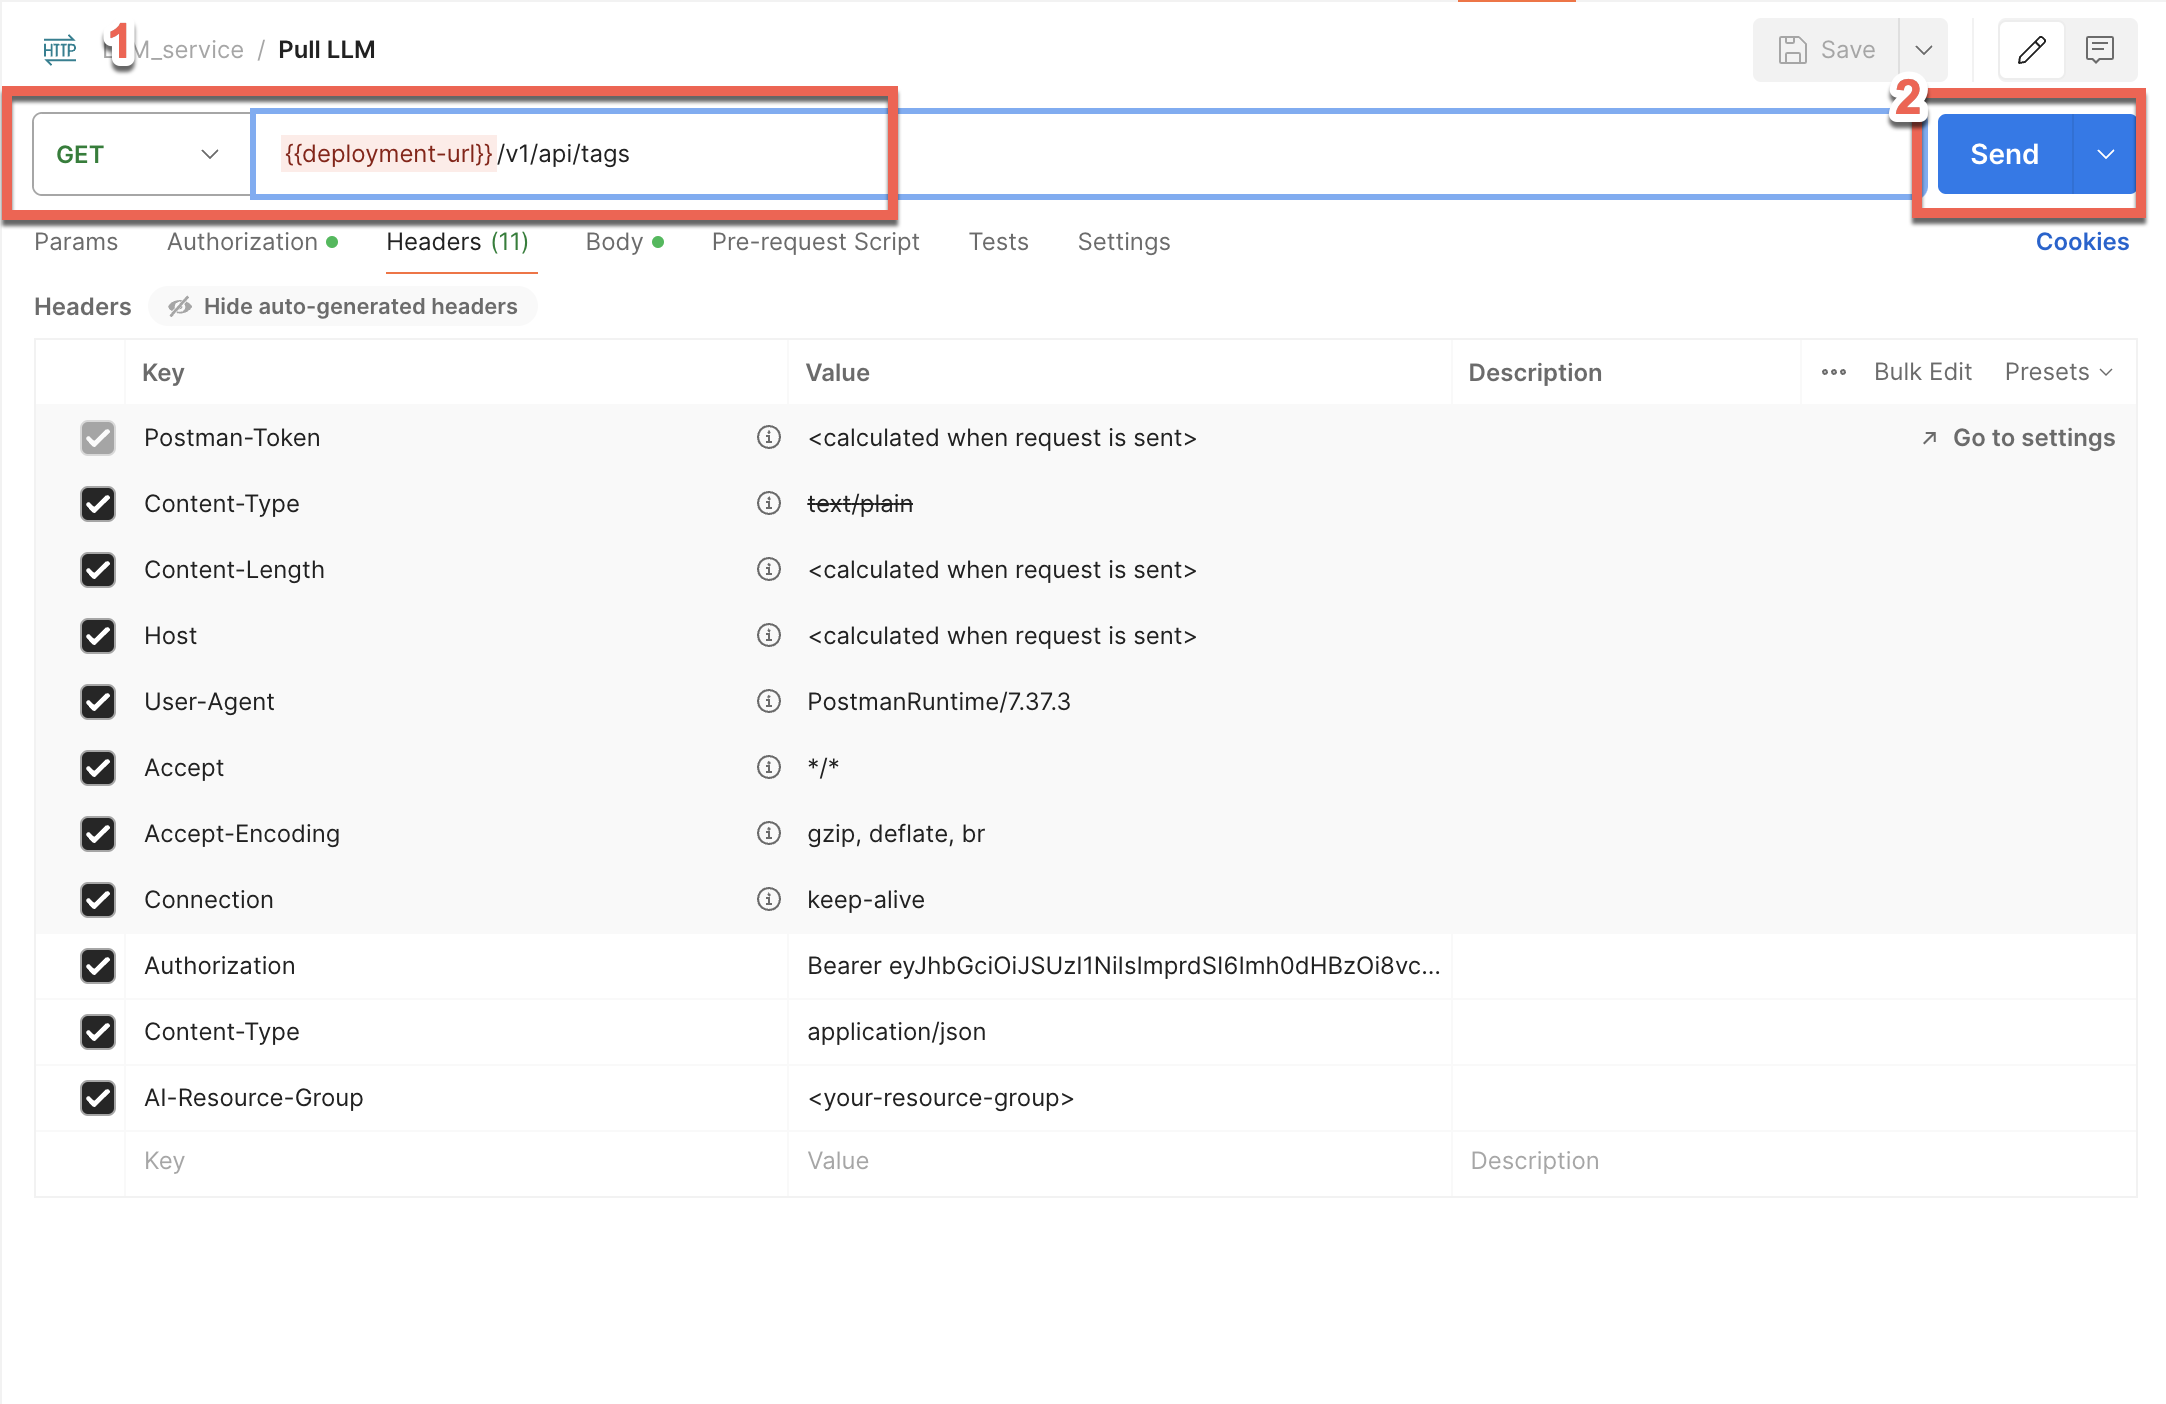 HTTP 1 M_service / Pull LLM Save
2
GET {{deployment-url}}/v1/api/tags Send
Params Authorization Headers (11) Body Pre-request Script Tests Settings Cookies
Headers Hide auto-generated headers
Key Value Description ••• Bulk Edit Presets
Postman-Token <calculated when request is sent> Go to settings
Content-Type text/plain
Content-Length <calculated when request is sent>
Host <calculated when request is sent>
User-Agent PostmanRuntime/7.37.3
Accept */*
Accept-Encoding gzip, deflate, br
Connection keep-alive
Authorization Bearer eyJhbGciOiJSUzI1NiIsImprdSI6Imh0dHBzOi8vc...
Content-Type application/json
AI-Resource-Group <your-resource-group>
Key Value Description